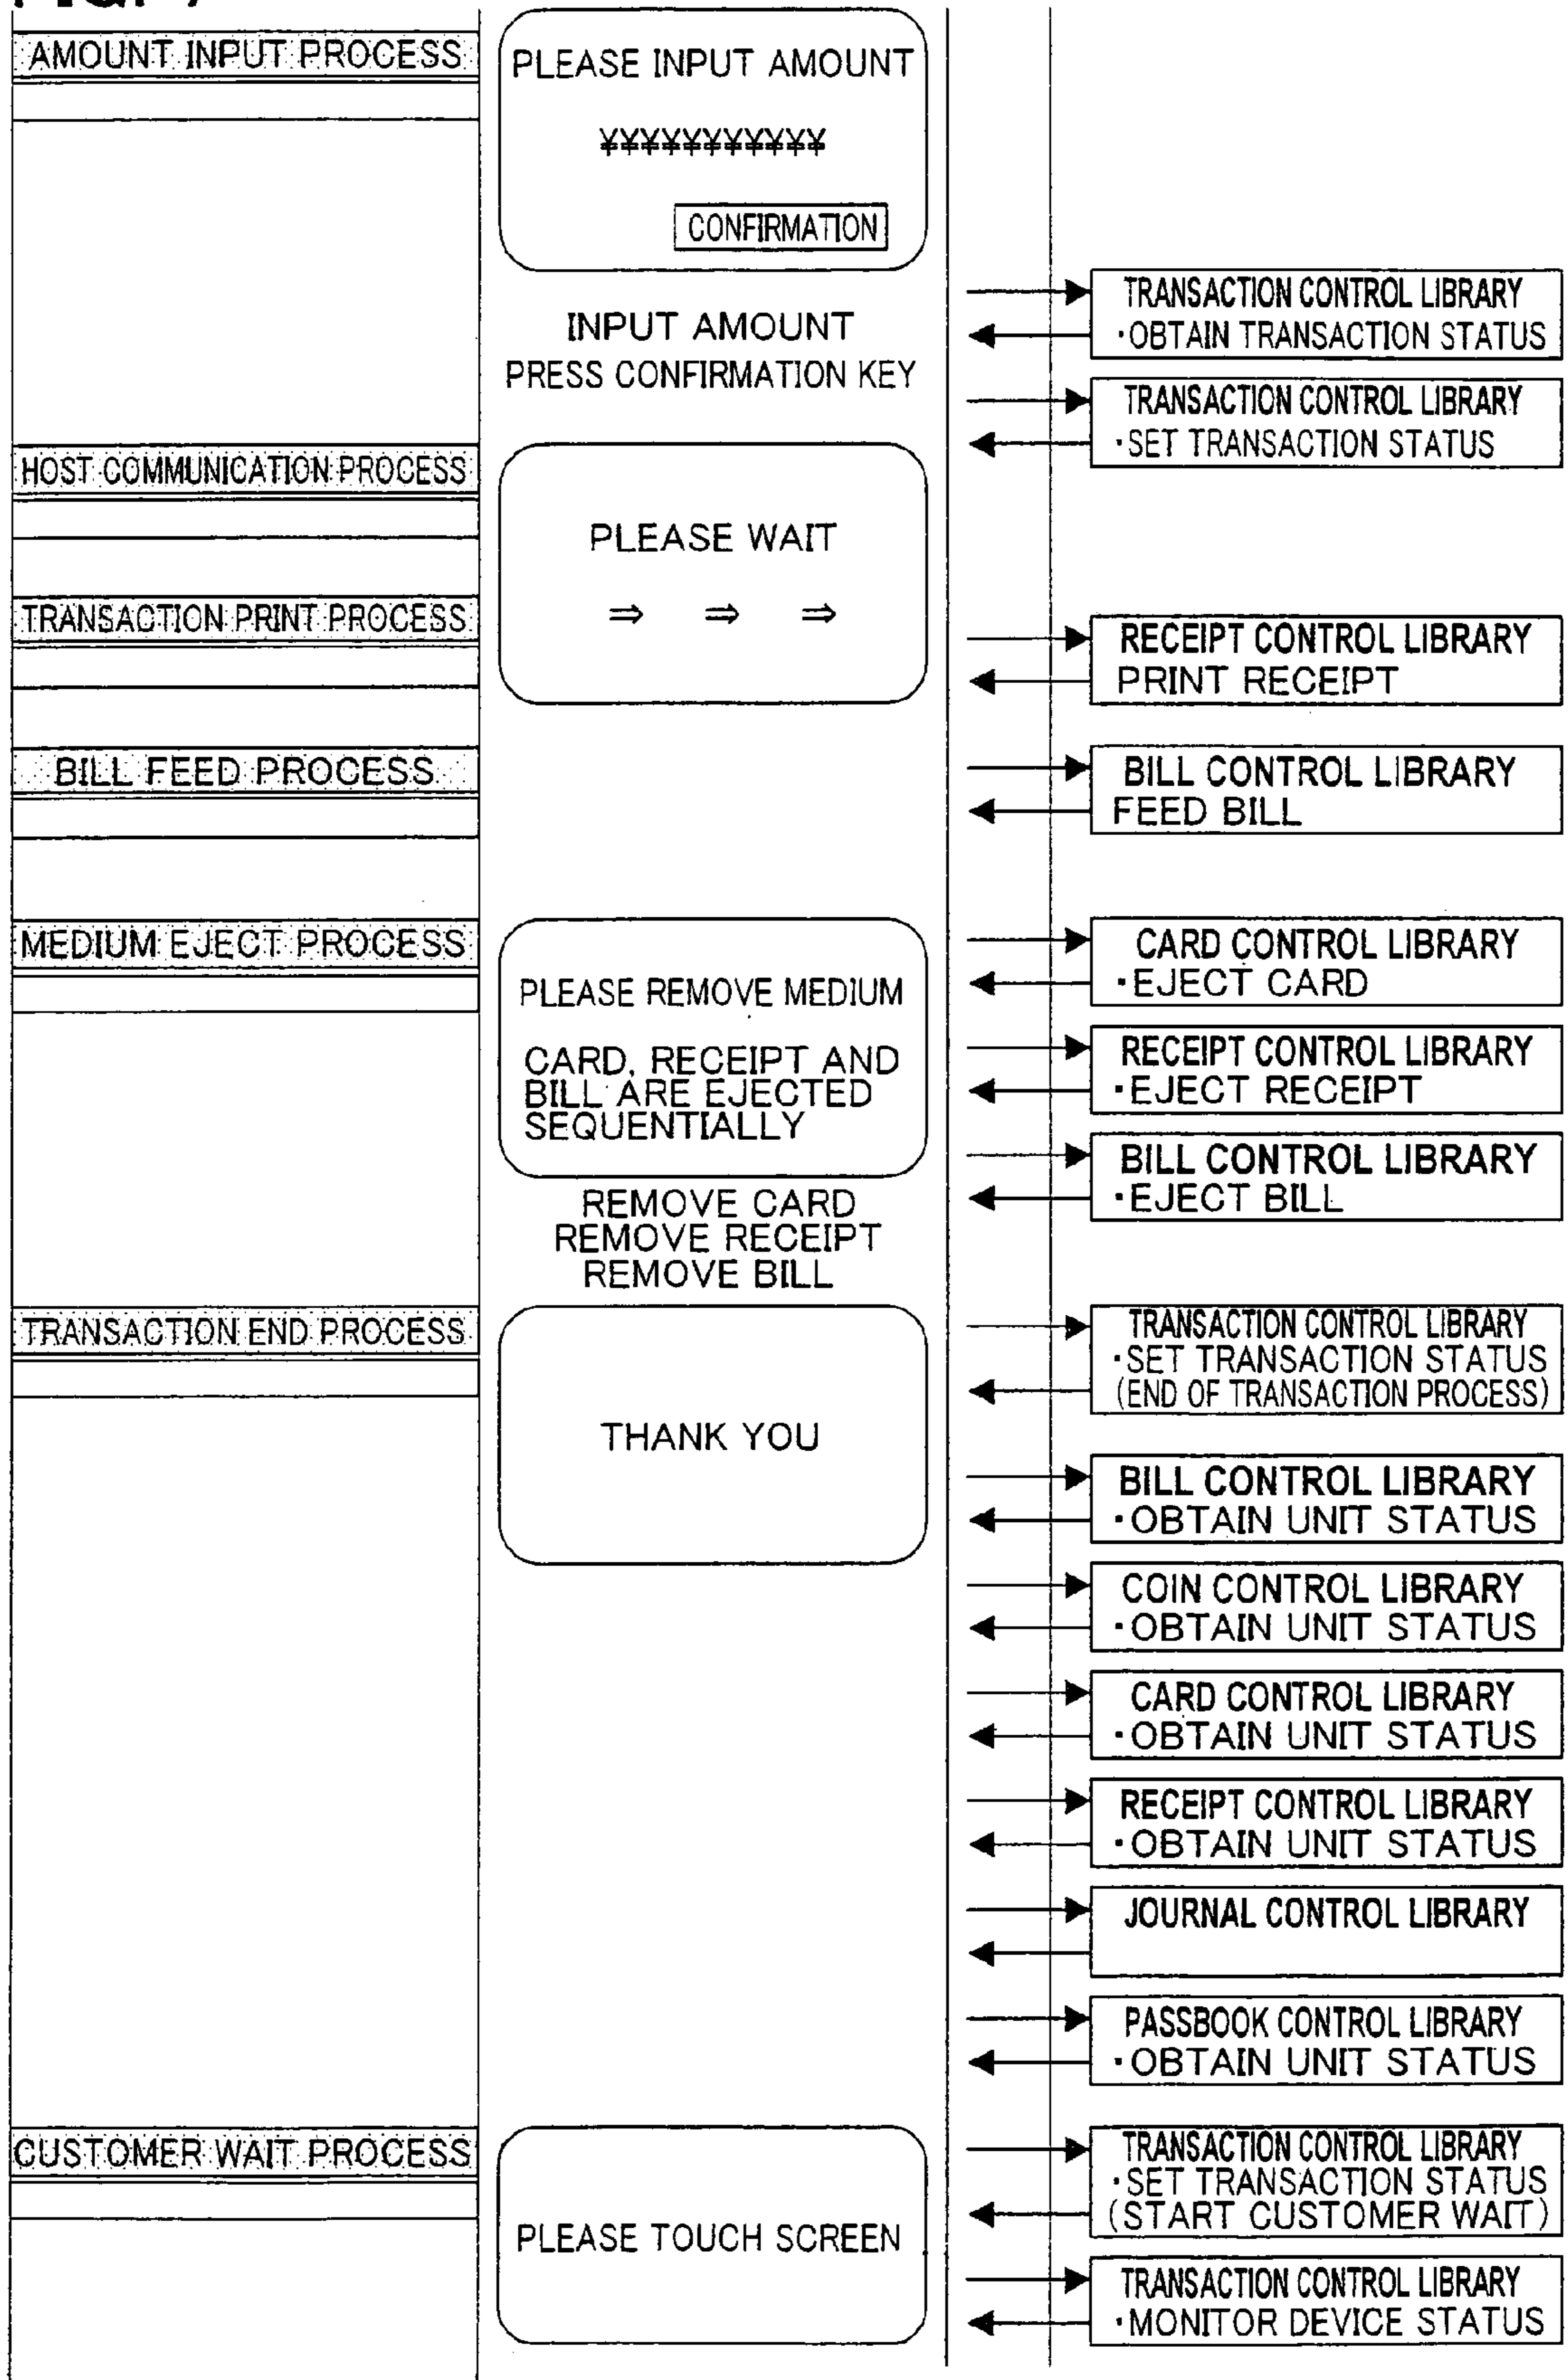 AMOUNT INPUT PROCESS
PLEASE INPUT AMOUNT
¥¥¥¥¥¥¥¥¥¥¥
CONFIRMATION
INPUT AMOUNT
PRESS CONFIRMATION KEY
TRANSACTION CONTROL LIBRARY
・OBTAIN TRANSACTION STATUS
TRANSACTION CONTROL LIBRARY
・SET TRANSACTION STATUS
HOST COMMUNICATION PROCESS
PLEASE WAIT
⇒ ⇒ ⇒
TRANSACTION PRINT PROCESS
RECEIPT CONTROL LIBRARY
PRINT RECEIPT
BILL FEED PROCESS
BILL CONTROL LIBRARY
FEED BILL
MEDIUM EJECT PROCESS
PLEASE REMOVE MEDIUM
CARD, RECEIPT AND
BILL ARE EJECTED
SEQUENTIALLY
REMOVE CARD
REMOVE RECEIPT
REMOVE BILL
CARD CONTROL LIBRARY
・EJECT CARD
RECEIPT CONTROL LIBRARY
・EJECT RECEIPT
BILL CONTROL LIBRARY
・EJECT BILL
TRANSACTION END PROCESS
THANK YOU
TRANSACTION CONTROL LIBRARY
・SET TRANSACTION STATUS
(END OF TRANSACTION PROCESS)
BILL CONTROL LIBRARY
・OBTAIN UNIT STATUS
COIN CONTROL LIBRARY
・OBTAIN UNIT STATUS
CARD CONTROL LIBRARY
・OBTAIN UNIT STATUS
RECEIPT CONTROL LIBRARY
・OBTAIN UNIT STATUS
JOURNAL CONTROL LIBRARY
PASSBOOK CONTROL LIBRARY
・OBTAIN UNIT STATUS
CUSTOMER WAIT PROCESS
PLEASE TOUCH SCREEN
TRANSACTION CONTROL LIBRARY
・SET TRANSACTION STATUS
(START CUSTOMER WAIT)
TRANSACTION CONTROL LIBRARY
・MONITOR DEVICE STATUS